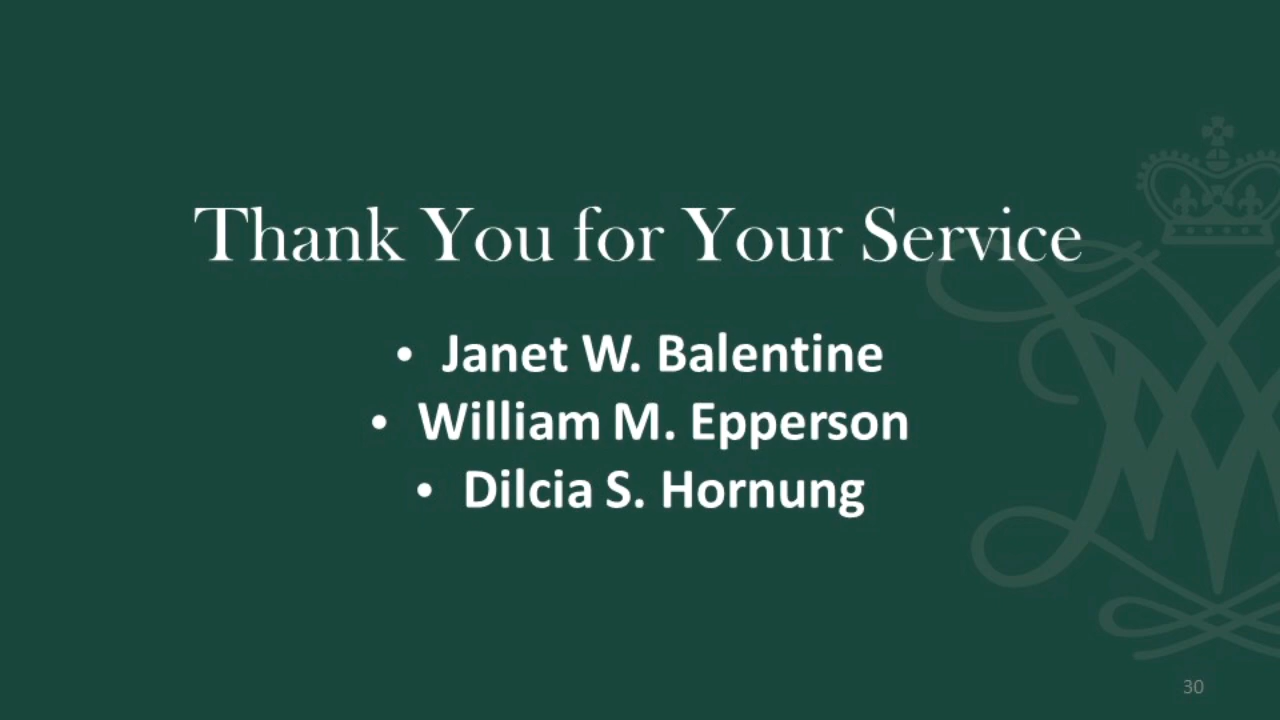 Thank You for Your Service
• Janet W. Balentine
• William M. Epperson
• Dilcia S. Hornung
30